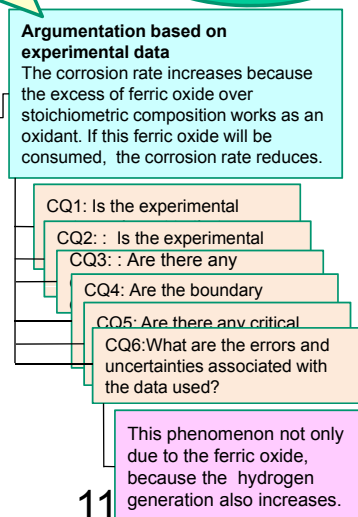 Argumentation based on
experimental data
The corrosion rate increases because
the excess of ferric oxide over
stoichiometric composition works as an
oxidant. If this ferric oxide will be
consumed,  the corrosion rate reduces.
CQ1: Is the experimental
CQ2: :  Is the experimental
CQ3: : Are there any
CQ4: Are the boundary
CQ5: Are there any critical
CQ6:What are the errors and
uncertainties associated with
the data used?
This phenomenon not only
due to the ferric oxide,
because the  hydrogen
generation also increases.
11